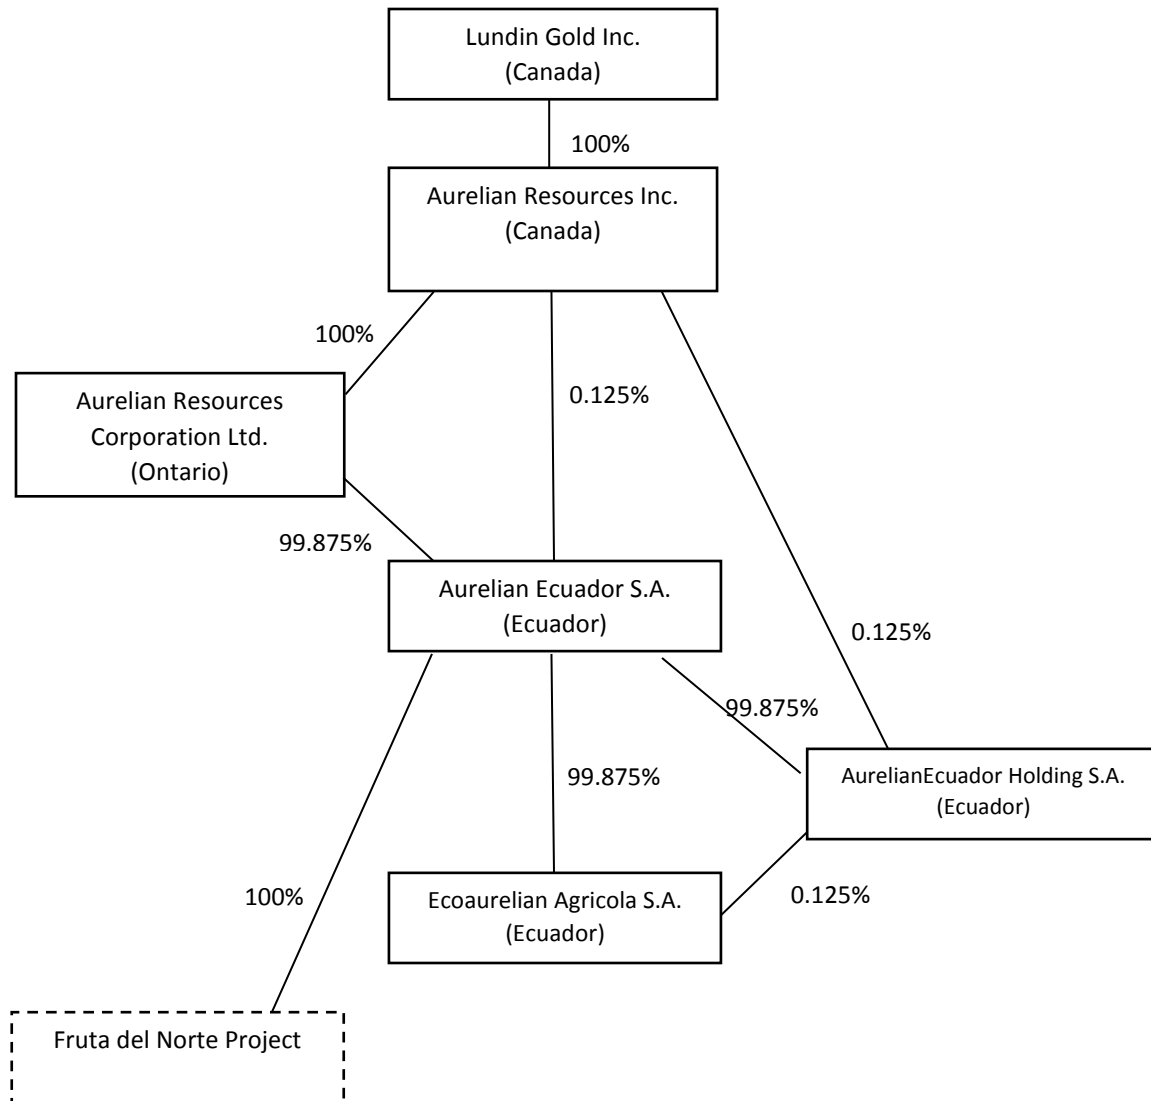 Lundin Gold Inc.
(Canada)
100%
Aurelian Resources Inc.
(Canada)
100%
0.125%
Aurelian Resources
Corporation Ltd.
(Ontario)
99.875%
Aurelian Ecuador S.A.
(Ecuador)
0.125%
99.875%
99.875%
AurelianEcuador Holding S.A.
(Ecuador)
100%
Ecoaurelian Agricola S.A.
(Ecuador)
0.125%
Fruta del Norte Project